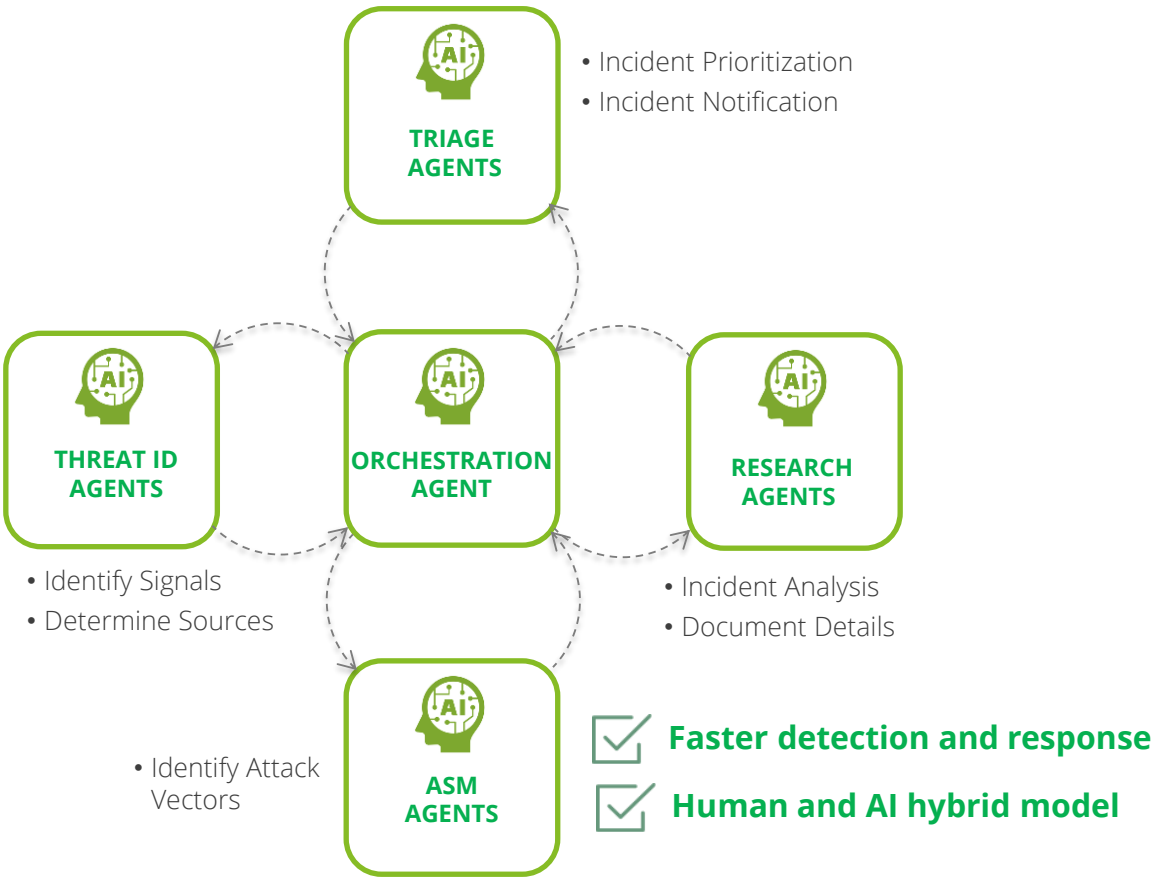 AI
TRIAGE
AGENTS
• Incident Prioritization
• Incident Notification
AI
THREAT ID
AGENTS
• Identify Signals
• Determine Sources
AI
ORCHESTRATION
AGENT
AI
RESEARCH
AGENTS
• Incident Analysis
• Document Details
AI
ASM
AGENTS
• Identify Attack
Vectors
Faster detection and response
Human and AI hybrid model